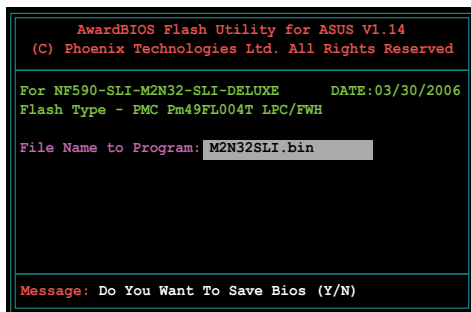 AwardBIOS Flash Utility for ASUS V1.14
(C) Phoenix Technologies Ltd. All Rights Reserved
For NF590-SLI-M2N32-SLI-DELUXE DATE:03/30/2006
Flash Type - PMC Pm49FL004T LPC/FWH
File Name to Program: M2N32SLI.bin
Message: Do You Want To Save Bios (Y/N)